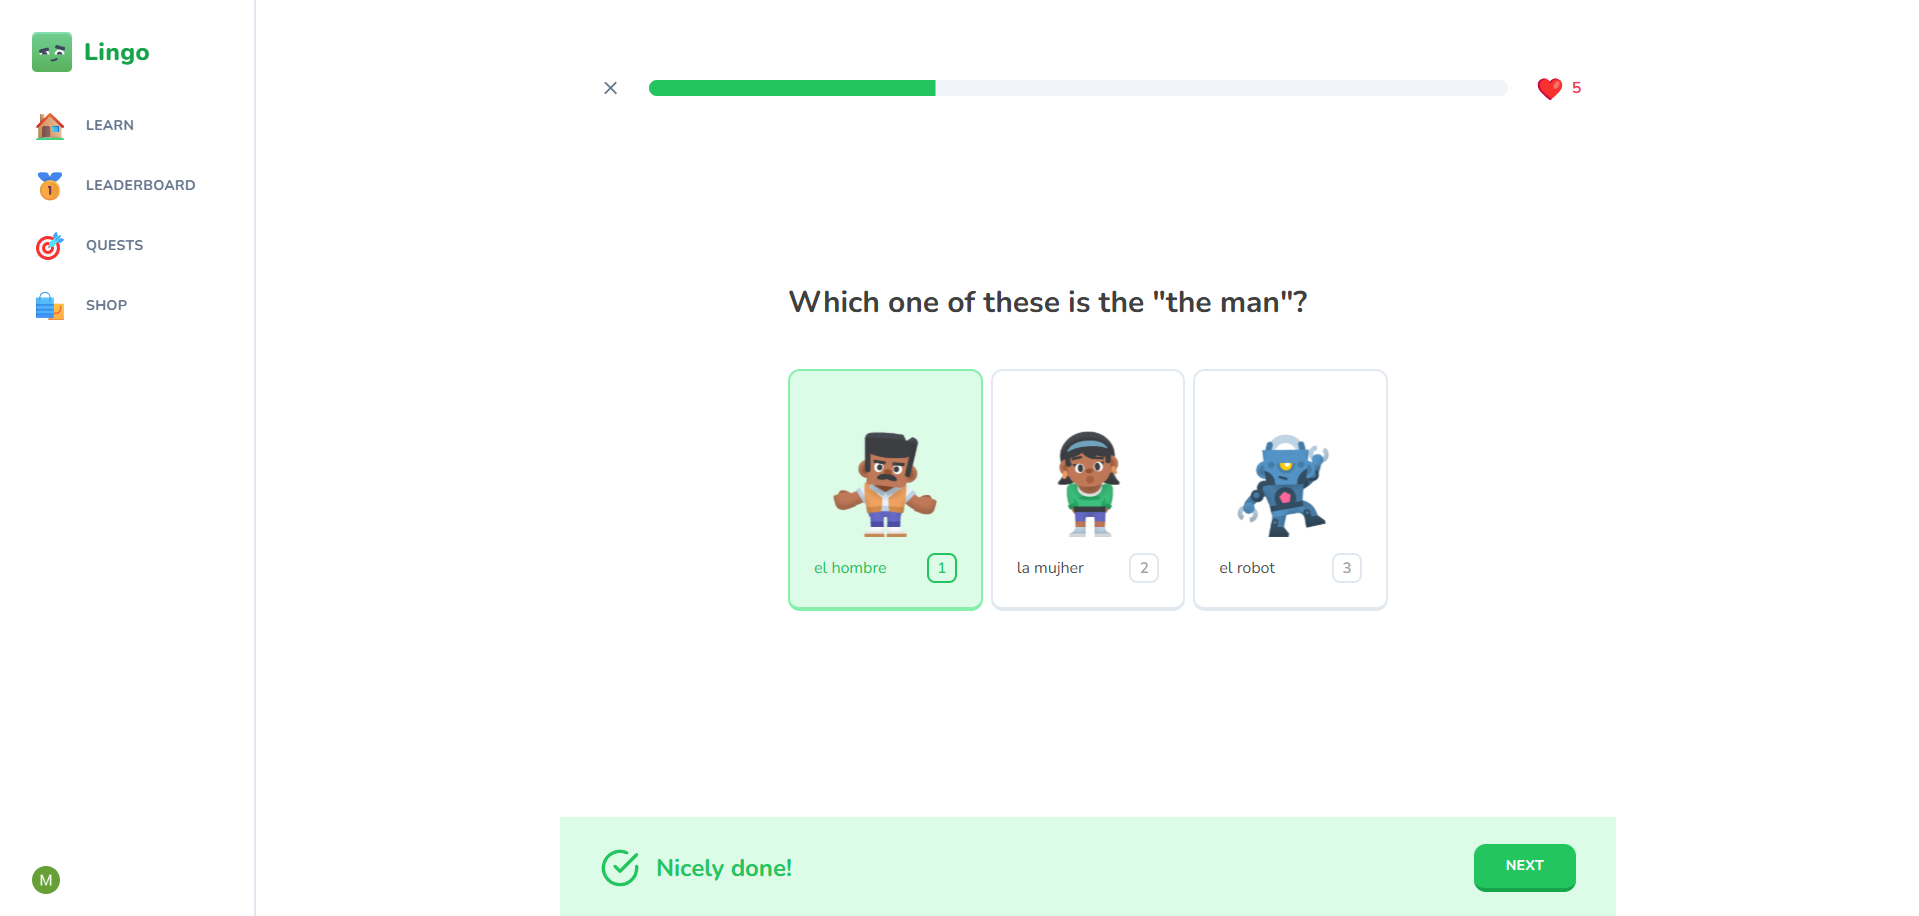 Lingo
LEARN
LEADERBOARD
QUESTS
SHOP
M
5
Which one of these is the "the man"?
1
el hombre 1
la mujher 2
el robot 3
Nicely done!
NEXT